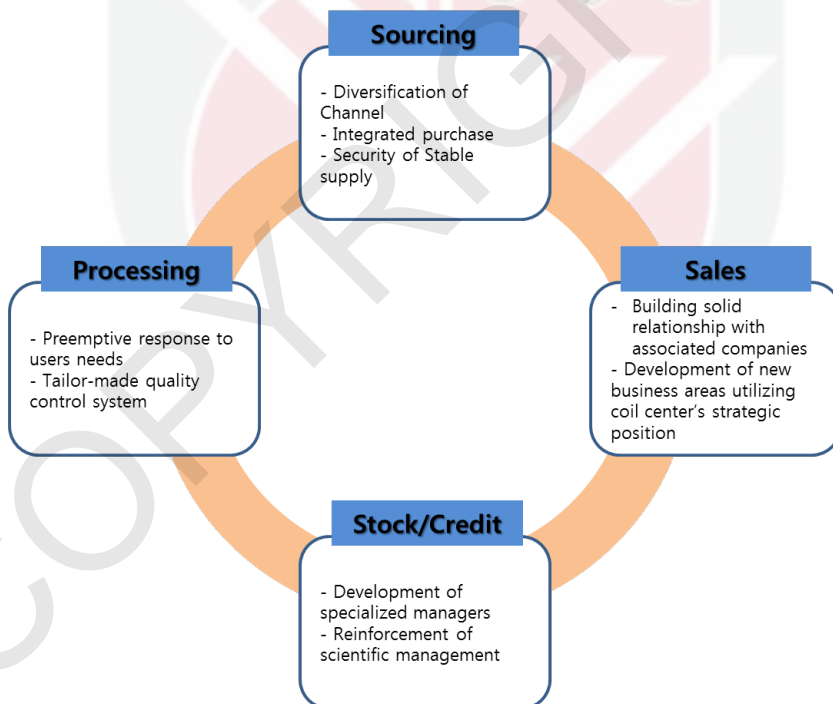 Sourcing
- Diversification of
Channel
- Integrated purchase
- Security of Stable
supply
Processing
- Preemptive response to
users needs
- Tailor-made quality
control system
Sales
- Building solid
relationship with
associated companies
- Development of new
business areas utilizing
coil center's strategic
position
Stock/Credit
- Development of
specialized managers
- Reinforcement of
scientific management
COPYRIGH